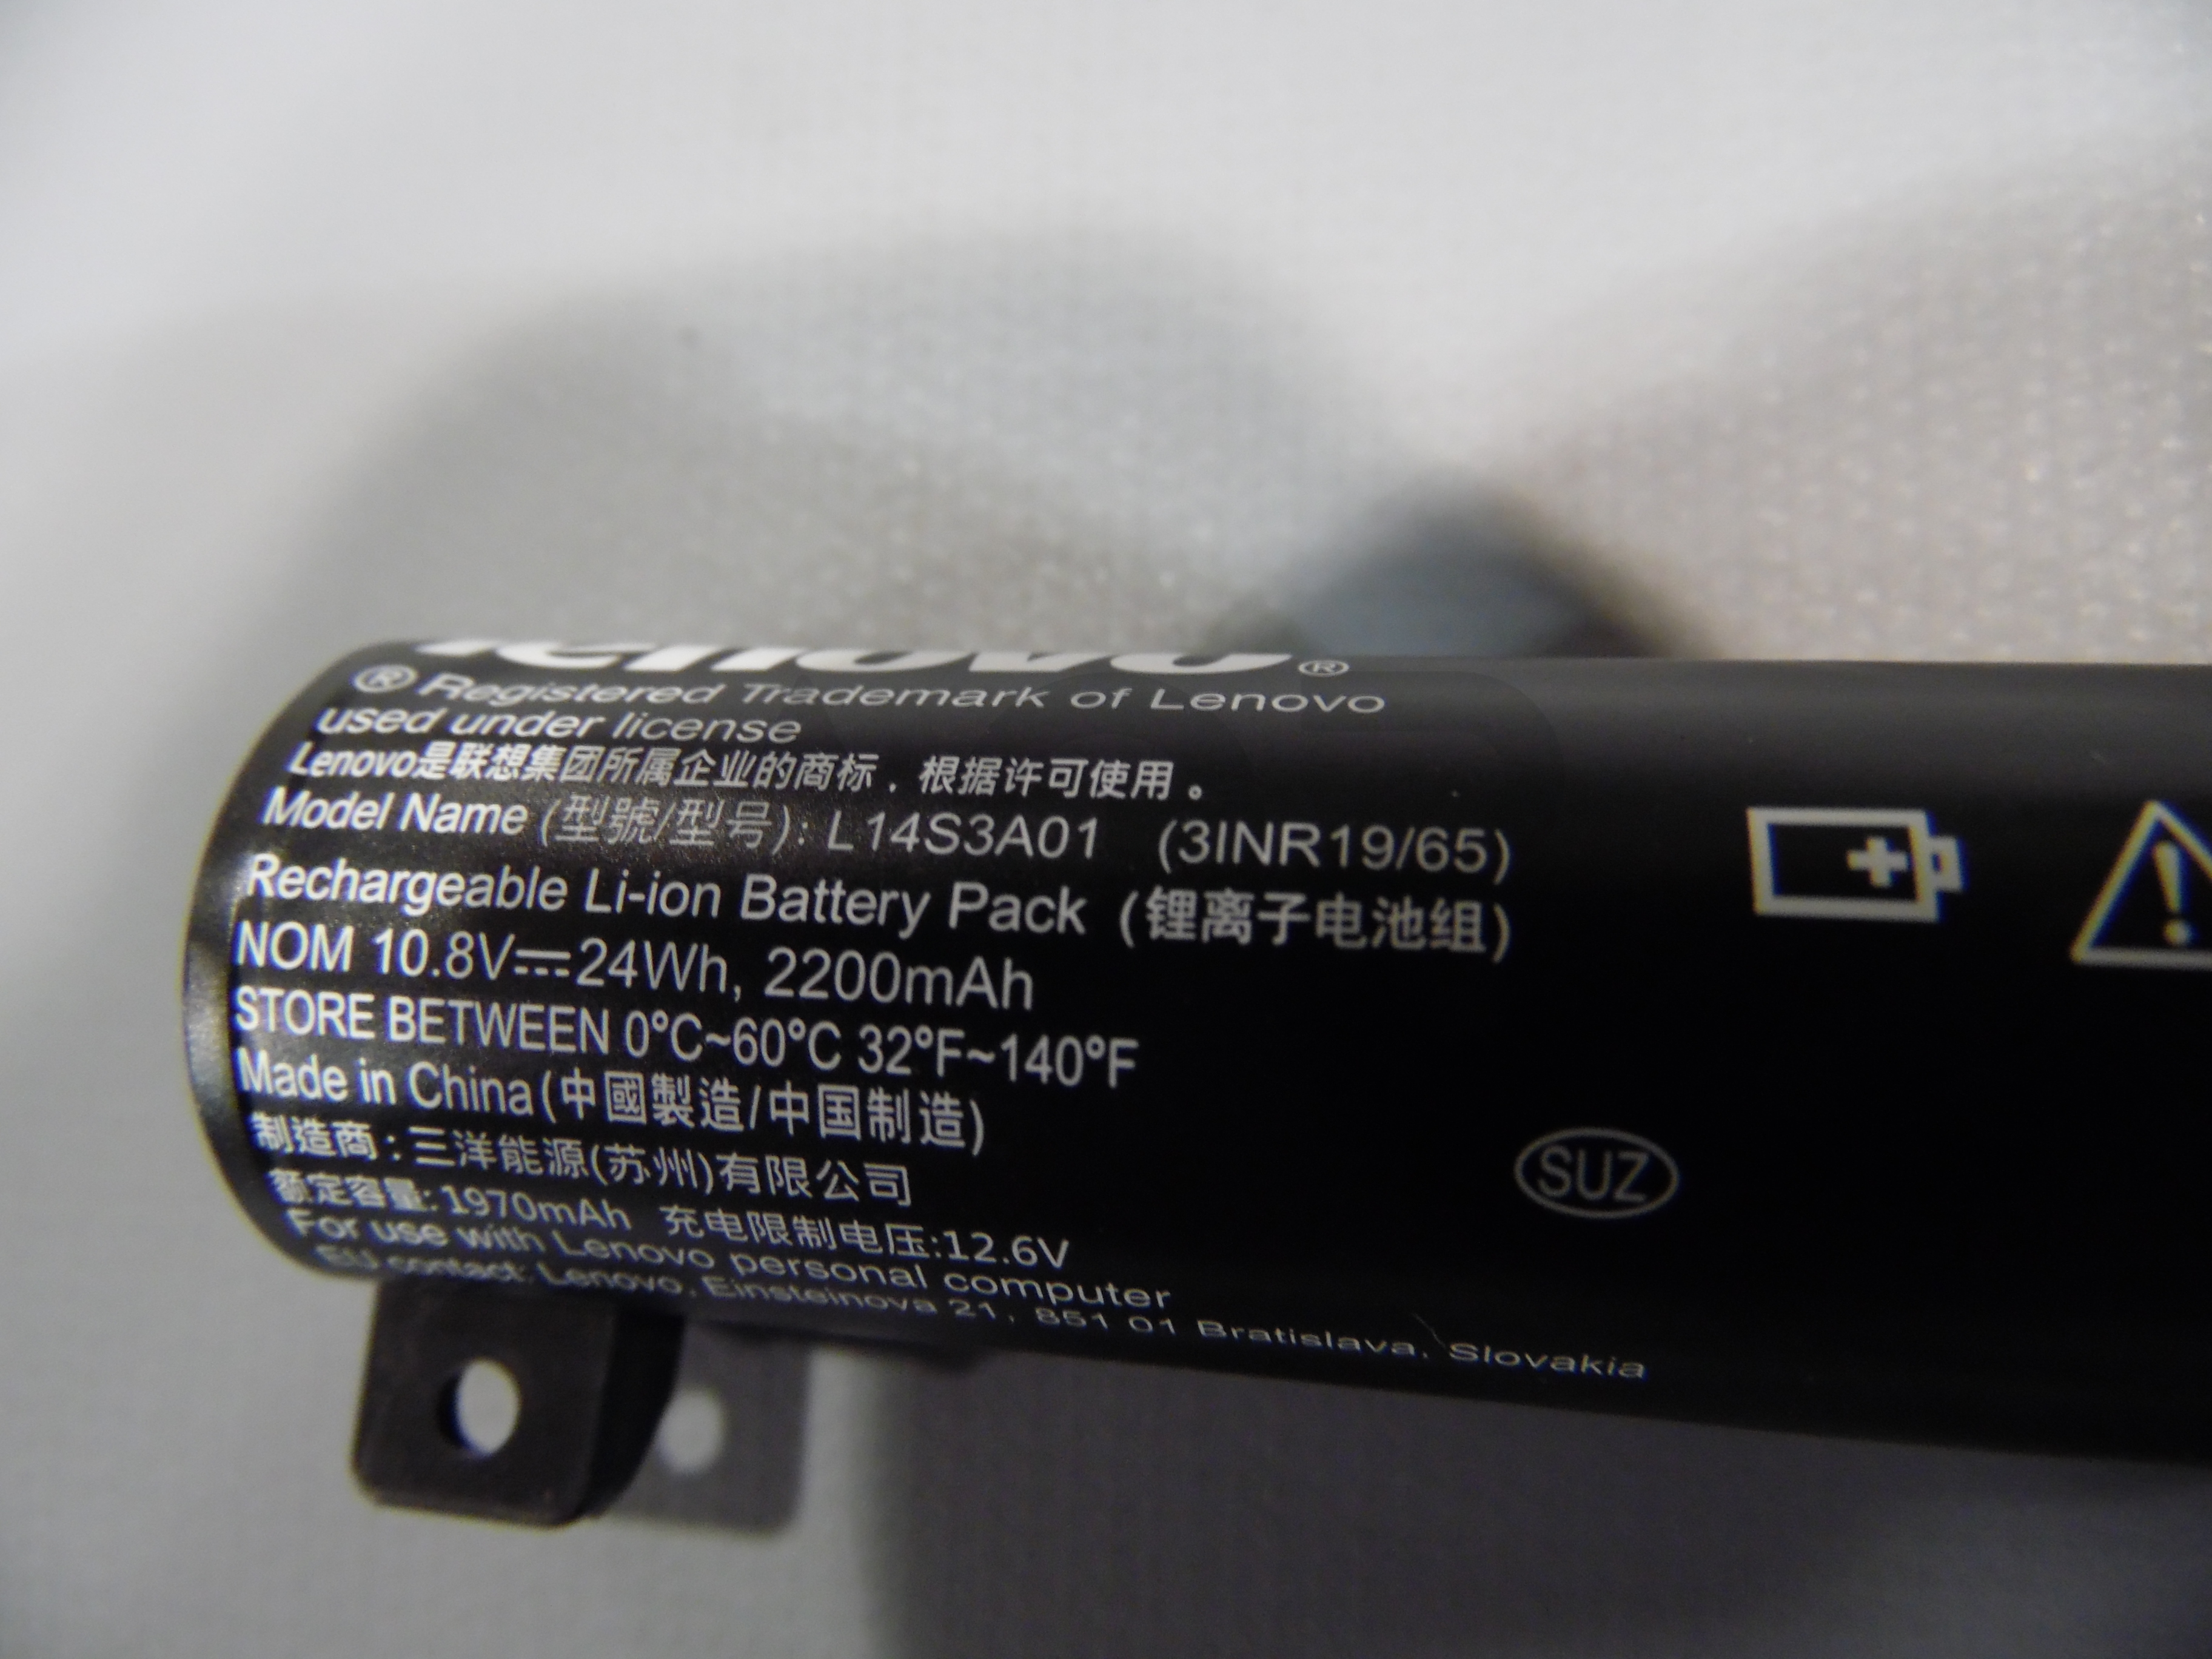 lenovo®
® Registered Trademark of Lenovo
used under license
Lenovo是联想集团所属企业的商标，根据许可使用。
Model Name (型號/型号): L14S3A01 (3INR19/65)
Rechargeable Li-ion Battery Pack (锂离子电池组)
NOM 10.8V⎓24Wh, 2200mAh
STORE BETWEEN 0°C~60°C 32°F~140°F
Made in China(中國製造/中国制造)
制造商：三洋能源(苏州)有限公司
额定容量: 1970mAh 充电限制电压:12.6V
For use with Lenovo personal computer
EU contact: Lenovo, Einsteinova 21, 851 01 Bratislava, Slovakia
SUZ